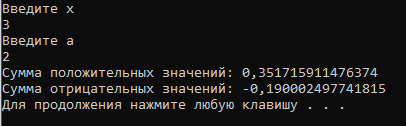 Введите x
3
Введите a
2
Сумма положительных значений: 0,351715911476374
Сумма отрицательных значений: -0,190002497741815
Для продолжения нажмите любую клавишу . . .